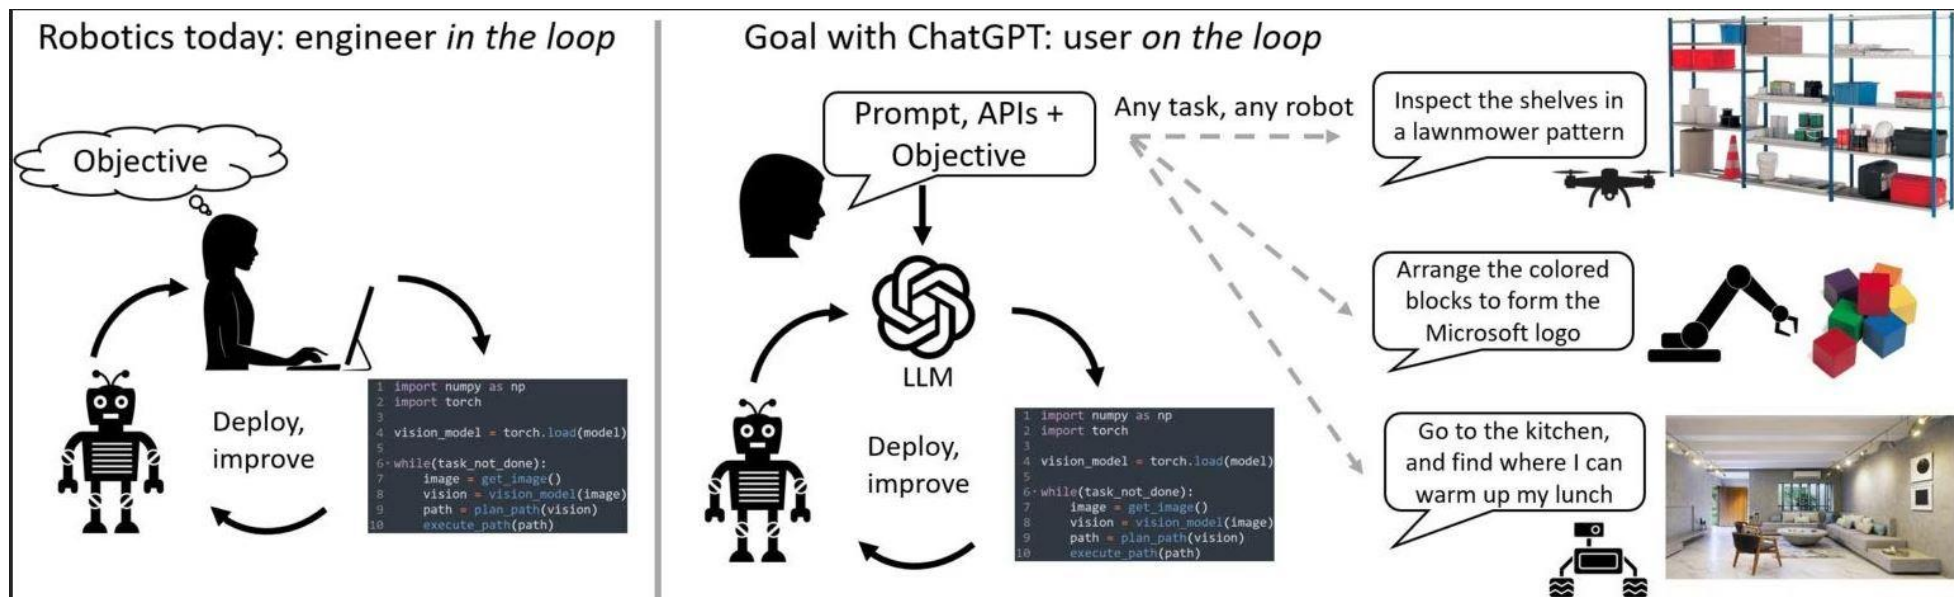 Robotics today: engineer in the loop
Objective
Deploy,
improve
1 import numpy as np
2 import torch
3
4 vision_model = torch.load(model)
5
6 while(task_not_done):
7 image = get_image()
8 vision = vision_model(image)
9 path = plan_path(vision)
10 execute_path(path)
Goal with ChatGPT: user on the loop
Prompt, APIs +
Objective
LLM
Deploy,
improve
1 import numpy as np
2 import torch
3
4 vision_model = torch.load(model)
5
6 while(task_not_done):
7 image = get_image()
8 vision = vision_model(image)
9 path = plan_path(vision)
10 execute_path(path)
Any task, any robot
Inspect the shelves in
a lawnmower pattern
Arrange the colored
blocks to form the
Microsoft logo
Go to the kitchen,
and find where I can
warm up my lunch